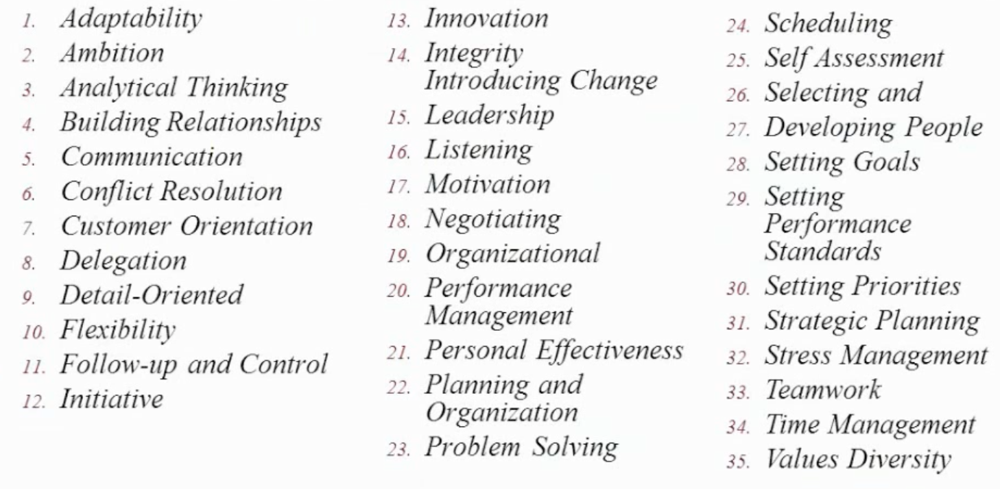 1. Adaptability
2. Ambition
3. Analytical Thinking
4. Building Relationships
5. Communication
6. Conflict Resolution
7. Customer Orientation
8. Delegation
9. Detail-Oriented
10. Flexibility
11. Follow-up and Control
12. Initiative
13. Innovation
14. Integrity
Introducing Change
15. Leadership
16. Listening
17. Motivation
18. Negotiating
19. Organizational
20. Performance
Management
21. Personal Effectiveness
22. Planning and
Organization
23. Problem Solving
24. Scheduling
25. Self Assessment
26. Selecting and
27. Developing People
28. Setting Goals
29. Setting
Performance
Standards
30. Setting Priorities
31. Strategic Planning
32. Stress Management
33. Teamwork
34. Time Management
35. Values Diversity